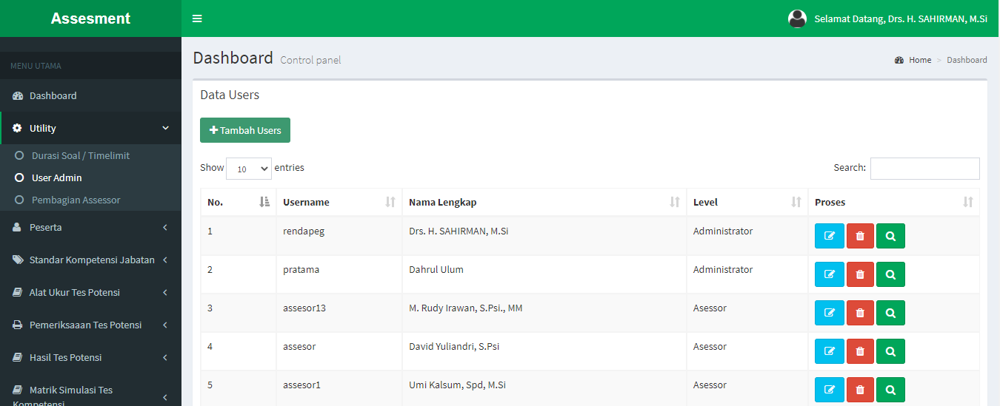 Assesment
Selamat Datang, Drs. H. SAHIRMAN, M.Si
MENU UTAMA
Dashboard
Utility
Durasi Soal / Timelimit
User Admin
Pembagian Assessor
Peserta
Standar Kompetensi Jabatan
Alat Ukur Tes Potensi
Pemeriksaaan Tes Potensi
Hasil Tes Potensi
Matrik Simulasi Tes
Kompetensi
Dashboard Control panel
Home > Dashboard
Data Users
Tambah Users
Show 10 entries
Search:
No. Username Nama Lengkap Level Proses
1 rendapeg Drs. H. SAHIRMAN, M.Si Administrator
2 pratama Dahrul Ulum Administrator
3 assesor13 M. Rudy Irawan, S.Psi., MM Asessor
4 assesor David Yuliandri, S.Psi Asessor
5 assesor1 Umi Kalsum, Spd, M.Si Asessor